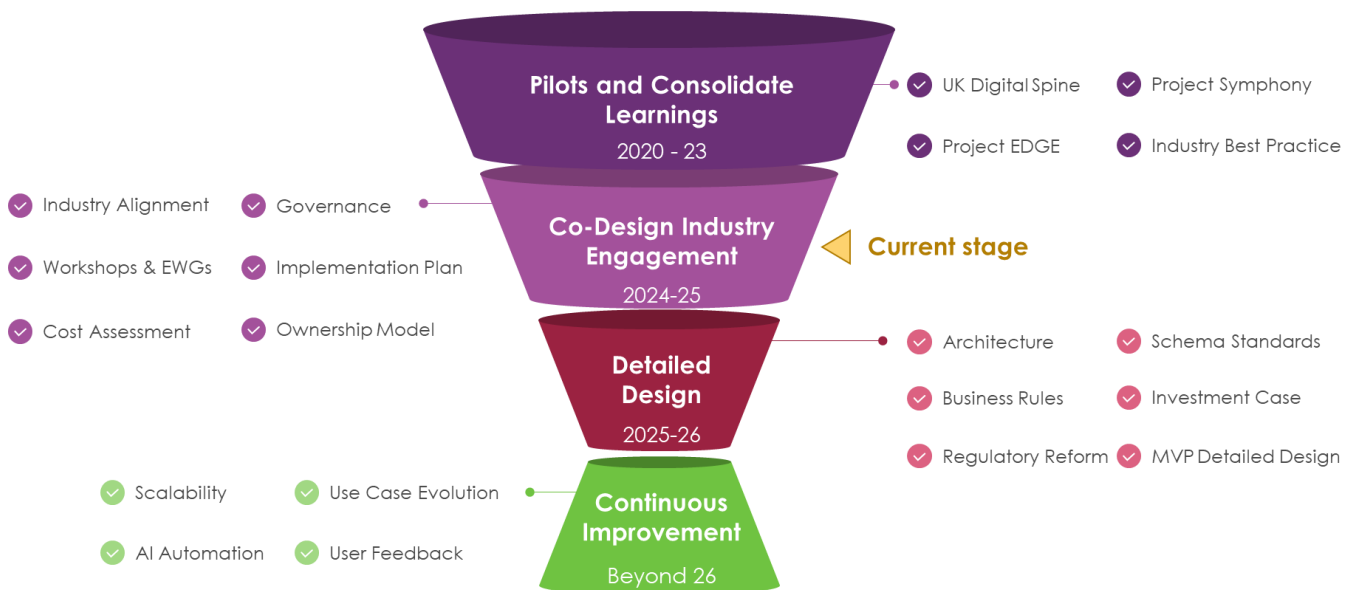 Pilots and Consolidate
Learnings
2020 - 23
UK Digital Spine
Project Symphony
Project EDGE
Industry Best Practice
Industry Alignment
Governance
Workshops & EWGs
Implementation Plan
Cost Assessment
Ownership Model
Co-Design Industry
Engagement
2024-25
Current stage
Detailed
Design
2025-26
Architecture
Schema Standards
Business Rules
Investment Case
Regulatory Reform
MVP Detailed Design
Scalability
Use Case Evolution
AI Automation
User Feedback
Continuous
Improvement
Beyond 26